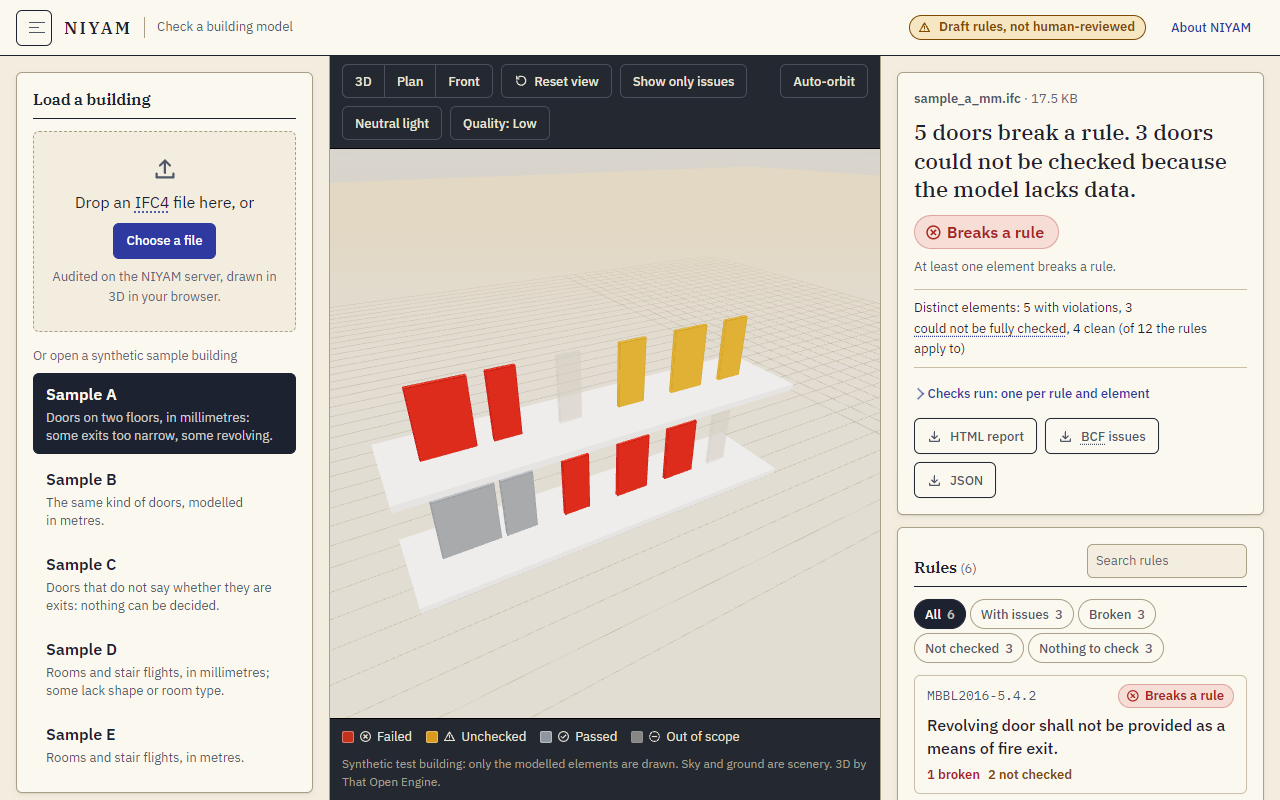 NIYAM
Check a building model
Draft rules, not human-reviewed
About NIYAM
Load a building
Drop an IFC4 file here, or
Choose a file
Audited on the NIYAM server, drawn in
3D in your browser.
Or open a synthetic sample building
Sample A
Doors on two floors, in millimetres:
some exits too narrow, some revolving.
Sample B
The same kind of doors, modelled
in metres.
Sample C
Doors that do not say whether they are
exits: nothing can be decided.
Sample D
Rooms and stair flights, in millimetres;
some lack shape or room type.
Sample E
Rooms and stair flights, in metres.
3D
Plan
Front
Reset view
Show only issues
Auto-orbit
Neutral light
Quality: Low
Failed
Unchecked
Passed
Out of scope
Synthetic test building: only the modelled elements are drawn. Sky and ground are scenery. 3D by
That Open Engine.
sample_a_mm.ifc · 17.5 KB
5 doors break a rule. 3 doors
could not be checked because
the model lacks data.
Breaks a rule
At least one element breaks a rule.
Distinct elements: 5 with violations, 3
could not be fully checked, 4 clean (of 12 the rules
apply to)
Checks run: one per rule and element
HTML report
BCF issues
JSON
Rules (6)
Search rules
All 6
With issues 3
Broken 3
Not checked 3
Nothing to check 3
MBBL2016-5.4.2
Breaks a rule
Revolving door shall not be provided as a
means of fire exit.
1 broken 2 not checked